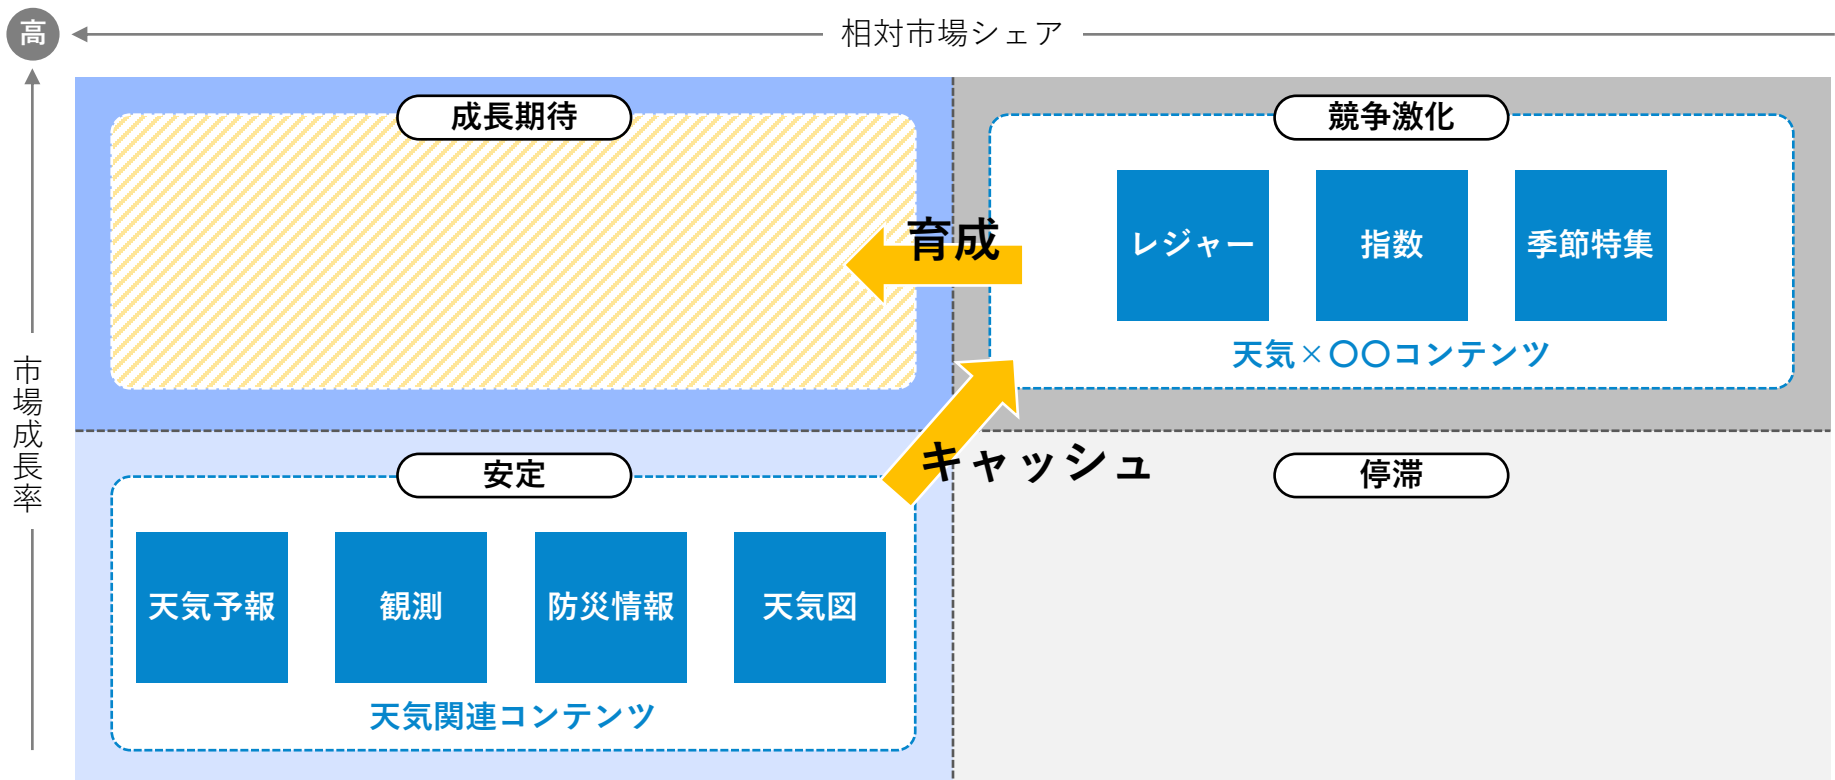 高
相対市場シェア
市場成長率
成長期待
競争激化
育成
レジャー
指数
季節特集
天気×〇〇コンテンツ
キャッシュ
安定
停滞
天気予報
観測
防災情報
天気図
天気関連コンテンツ